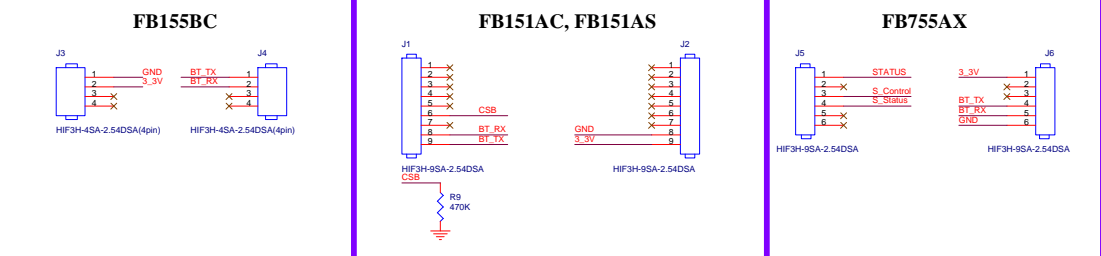 FB155BC
J3
1 GND
2 3_3V
3
4
HIF3H-4SA-2.54DSA(4pin)
J4
BT_TX 1
BT_RX 2
3
4
HIF3H-4SA-2.54DSA(4pin)
FB151AC, FB151AS
J1
1
2
3
4
5
6 CSB
7
8 BT_RX
9 BT_TX
HIF3H-9SA-2.54DSA
CSB
R9
470K
J2
1
2
3
4
5
6
7
GND 8
3_3V 9
HIF3H-9SA-2.54DSA
FB755AX
J5
1 STATUS
2
3 S_Control
4 S_Status
5
6
HIF3H-9SA-2.54DSA
J6
3_3V 1
2
3
BT_TX 4
BT_RX 5
GND 6
HIF3H-9SA-2.54DSA